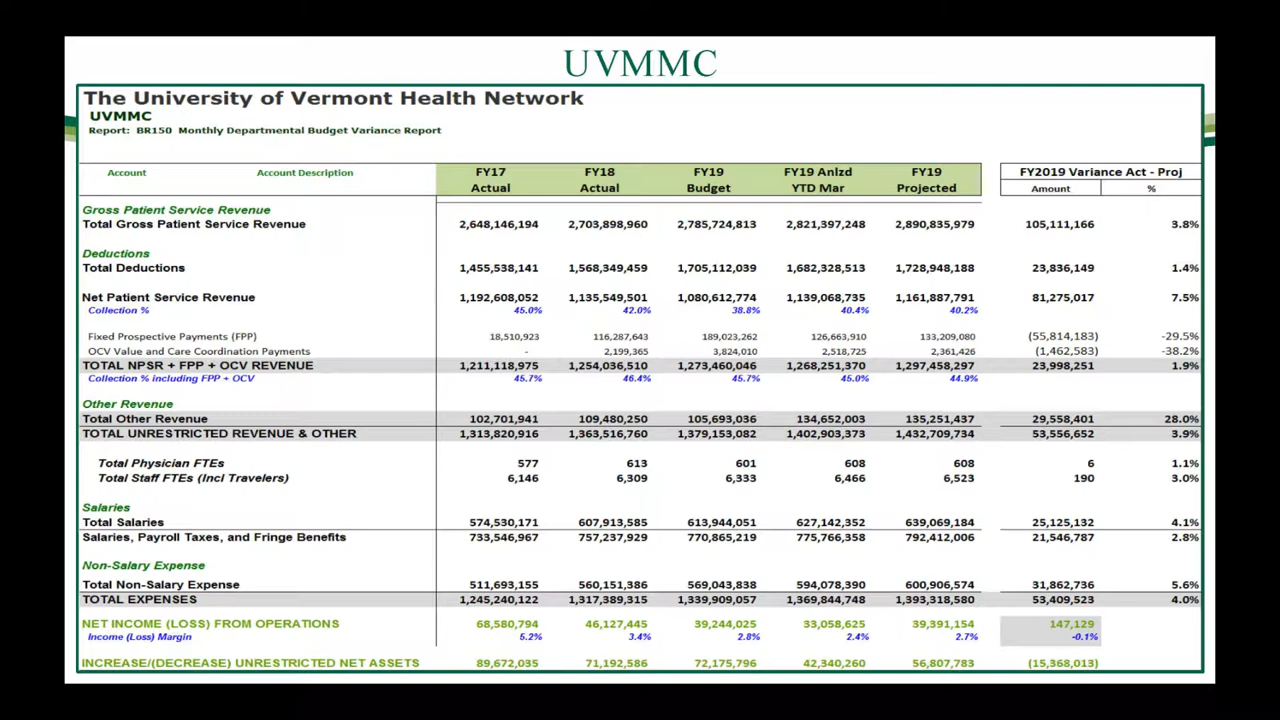 UVMMC
The University of Vermont Health Network
UVMMC
Report: BR150 Monthly Departmental Budget Variance Report
Account Account Description FY17 Actual FY18 Actual FY19 Budget FY19 Anlzd YTD Mar FY19 Projected FY2019 Variance Act - Proj Amount %
Gross Patient Service Revenue
Total Gross Patient Service Revenue 2,648,146,194 2,703,898,960 2,785,724,813 2,821,397,248 2,890,835,979 105,111,166 3.8%
Deductions
Total Deductions 1,455,538,141 1,568,349,459 1,705,112,039 1,682,328,513 1,728,948,188 23,836,149 1.4%
Net Patient Service Revenue 1,192,608,052 1,135,549,501 1,080,612,774 1,139,068,735 1,161,887,791 81,275,017 7.5%
Collection % 45.0% 42.0% 38.8% 40.4% 40.2%
Fixed Prospective Payments (FPP) 18,510,923 116,287,643 189,023,262 126,663,910 133,209,080 (55,814,183) -29.5%
OCV Value and Care Coordination Payments - 2,199,365 3,824,010 2,518,725 2,361,426 (1,462,583) -38.2%
TOTAL NPSR + FPP + OCV REVENUE 1,211,118,975 1,254,036,510 1,273,460,046 1,268,251,370 1,297,458,297 23,998,251 1.9%
Collection % including FPP + OCV 45.7% 46.4% 45.7% 45.0% 44.9%
Other Revenue
Total Other Revenue 102,701,941 109,480,250 105,693,036 134,652,003 135,251,437 29,558,401 28.0%
TOTAL UNRESTRICTED REVENUE & OTHER 1,313,820,916 1,363,516,760 1,379,153,082 1,402,903,373 1,432,709,734 53,556,652 3.9%
Total Physician FTEs 577 613 601 608 608 6 1.1%
Total Staff FTEs (Incl Travelers) 6,146 6,309 6,333 6,466 6,523 190 3.0%
Salaries
Total Salaries 574,530,171 607,913,585 613,944,051 627,142,352 639,069,184 25,125,132 4.1%
Salaries, Payroll Taxes, and Fringe Benefits 733,546,967 757,237,929 770,865,219 775,766,358 792,412,006 21,546,787 2.8%
Non-Salary Expense
Total Non-Salary Expense 511,693,155 560,151,386 569,043,838 594,078,390 600,906,574 31,862,736 5.6%
TOTAL EXPENSES 1,245,240,122 1,317,389,315 1,339,909,057 1,369,844,748 1,393,318,580 53,409,523 4.0%
NET INCOME (LOSS) FROM OPERATIONS 68,580,794 46,127,445 39,244,025 33,058,625 39,391,154 147,129
Income (Loss) Margin 5.2% 3.4% 2.8% 2.4% 2.7% -0.1%
INCREASE/(DECREASE) UNRESTRICTED NET ASSETS 89,672,035 71,192,586 72,175,796 42,340,260 56,807,783 (15,368,013)